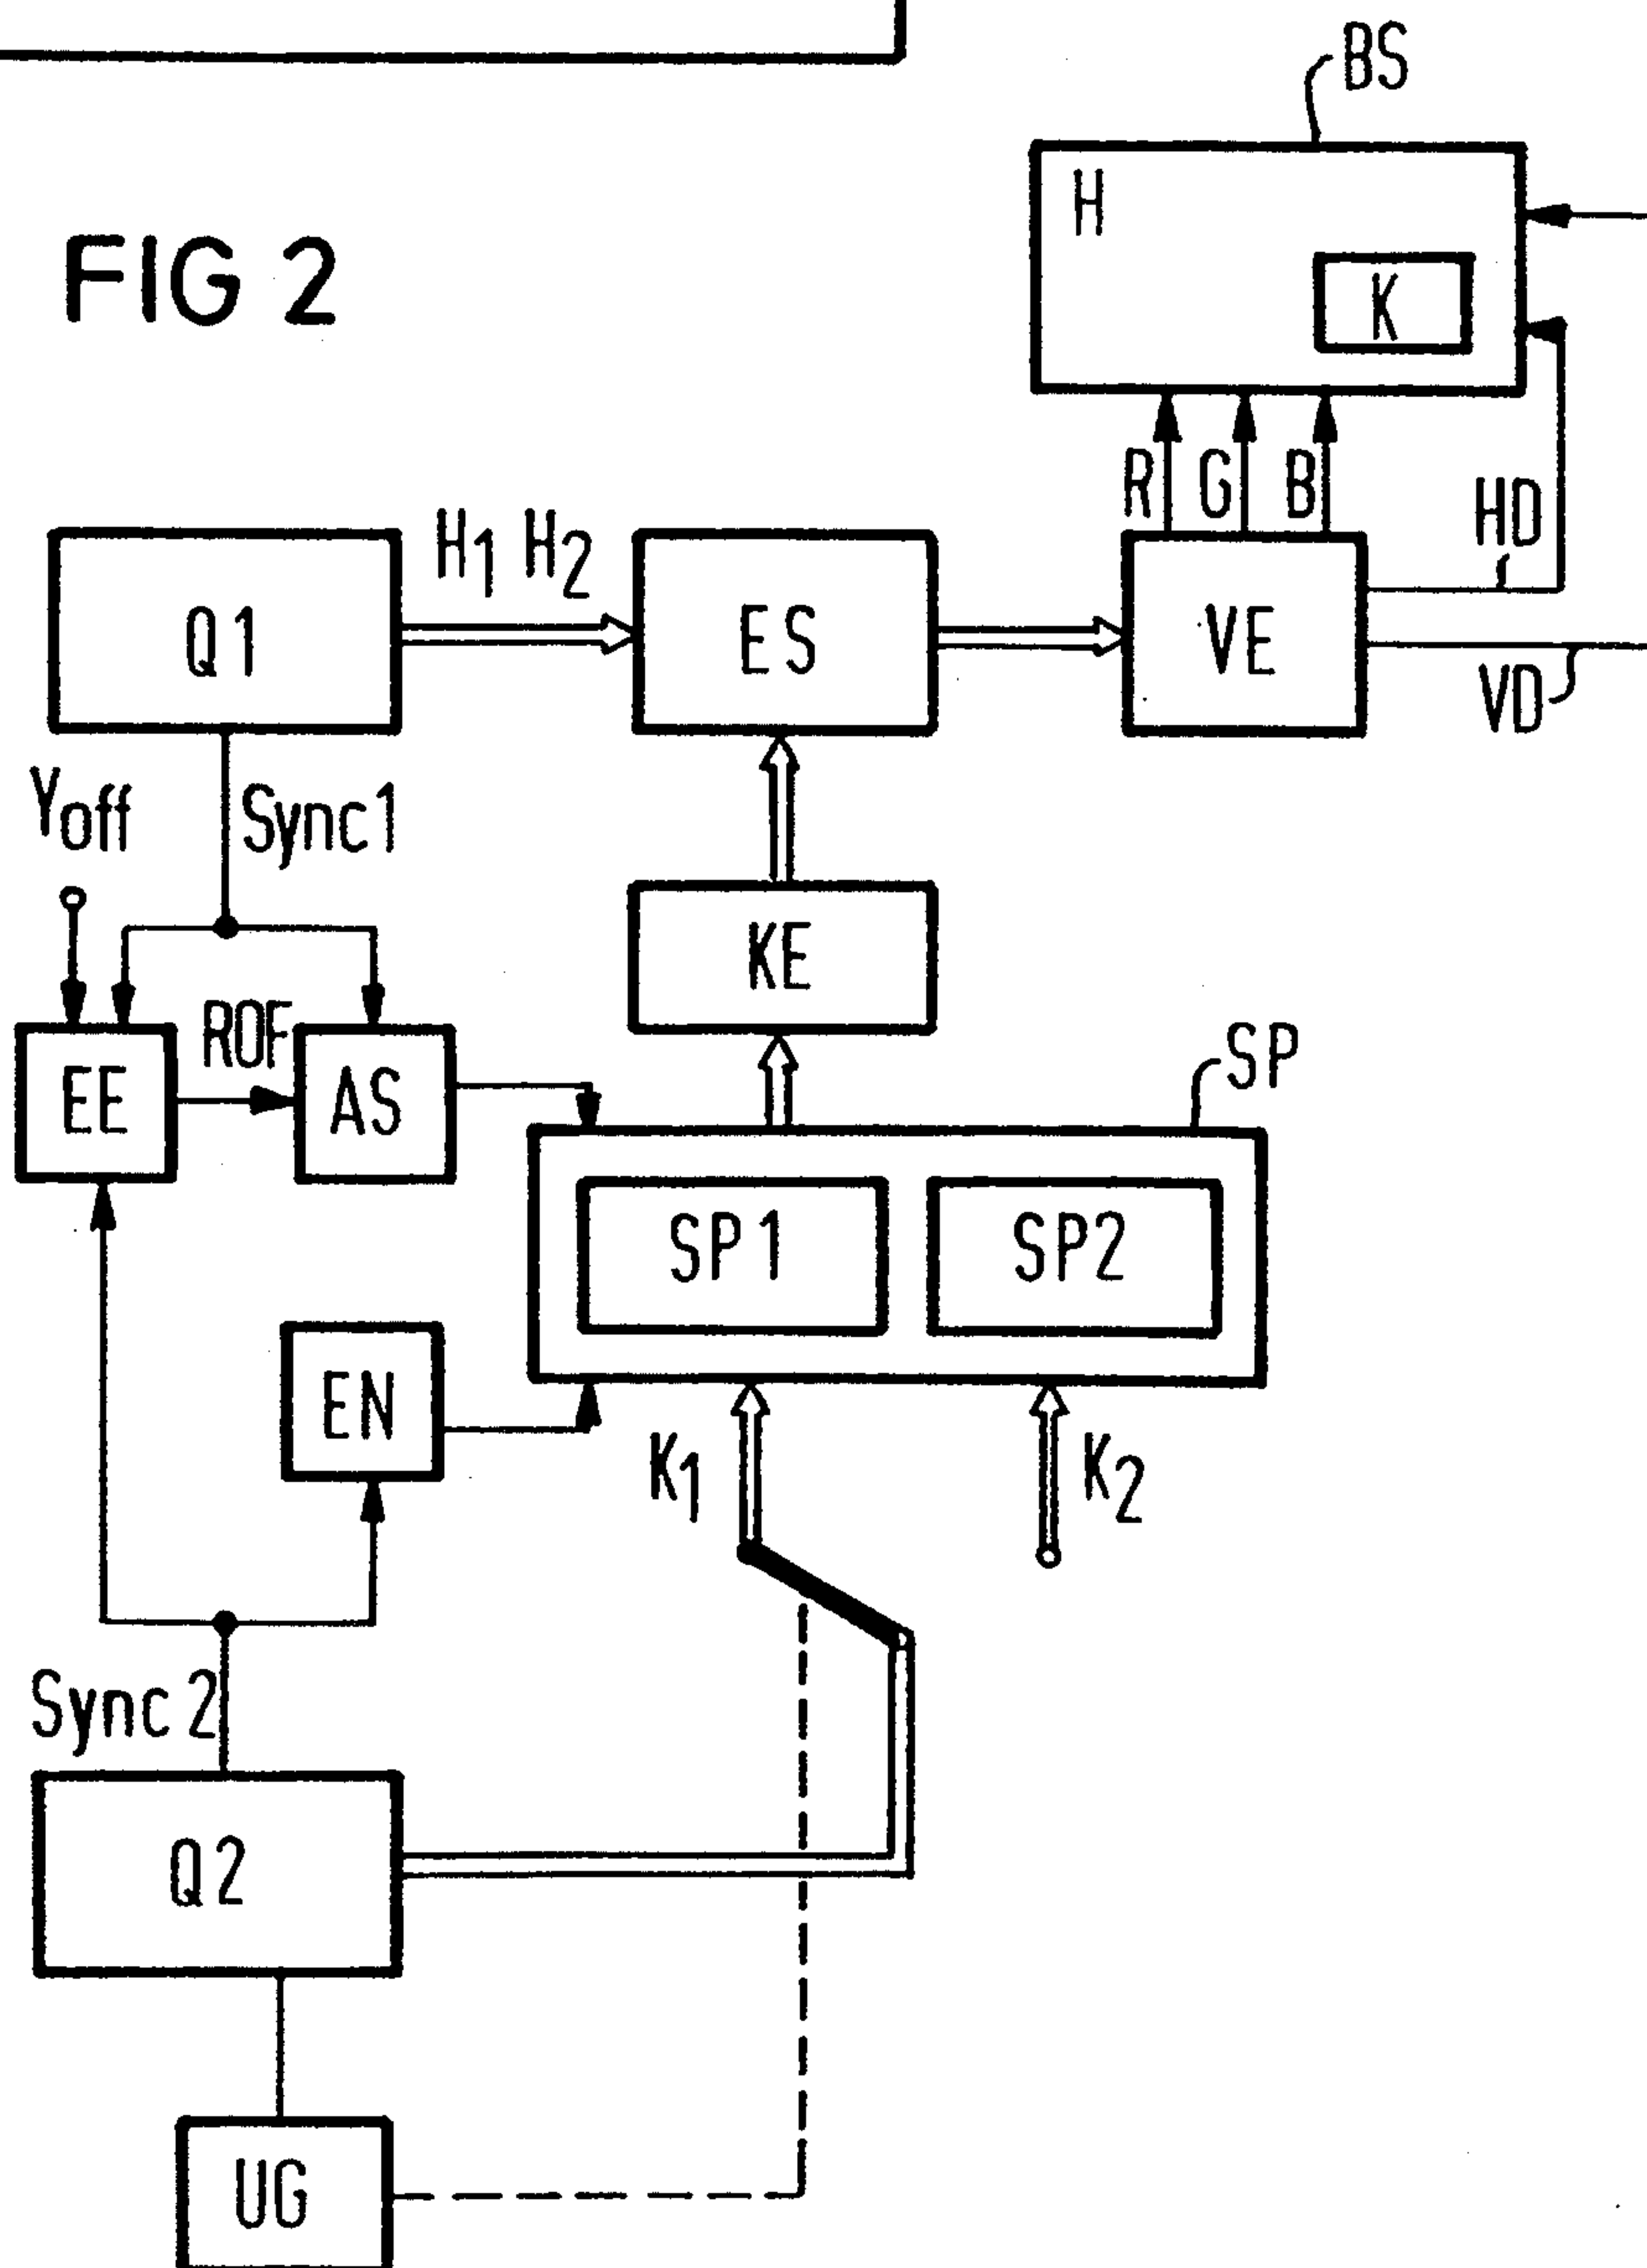 BS
H
FIG 2
K
R G B
HD
H1 H2
Q1
ES
VE
VD
Yoff
Sync1
KE
ROF
SP
EE
AS
SP1
SP2
EN
K1
K2
Sync 2
Q2
UG